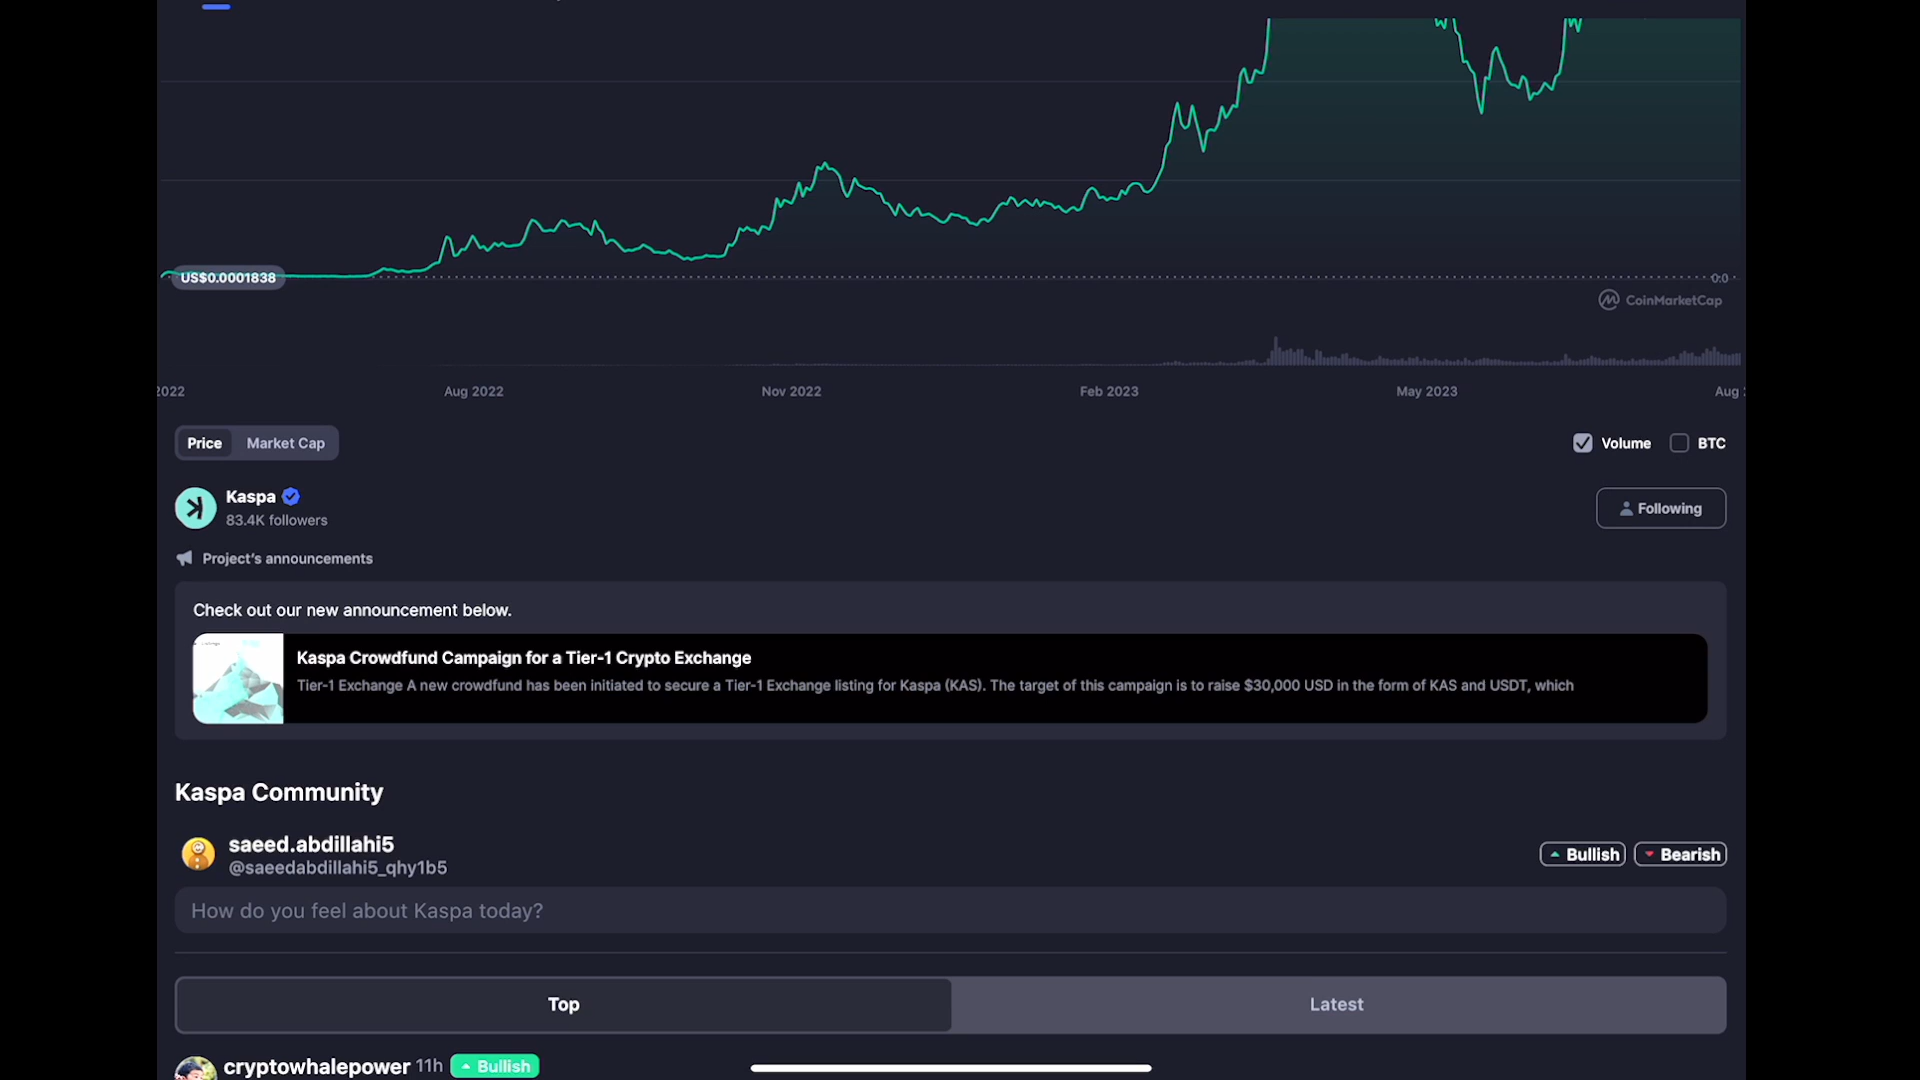 US$0.0001838
0.0
CoinMarketCap
2022
Aug 2022
Nov 2022
Feb 2023
May 2023
Aug
Price
Market Cap
Volume
BTC
Kaspa
83.4K followers
Following
Project's announcements
Check out our new announcement below.
Kaspa Crowdfund Campaign for a Tier-1 Crypto Exchange
Tier-1 Exchange A new crowdfund has been initiated to secure a Tier-1 Exchange listing for Kaspa (KAS). The target of this campaign is to raise $30,000 USD in the form of KAS and USDT, which
Kaspa Community
saeed.abdillahi5
@saeedabdillahi5_qhy1b5
Bullish
Bearish
How do you feel about Kaspa today?
Top
Latest
cryptowhalepower 11h Bullish